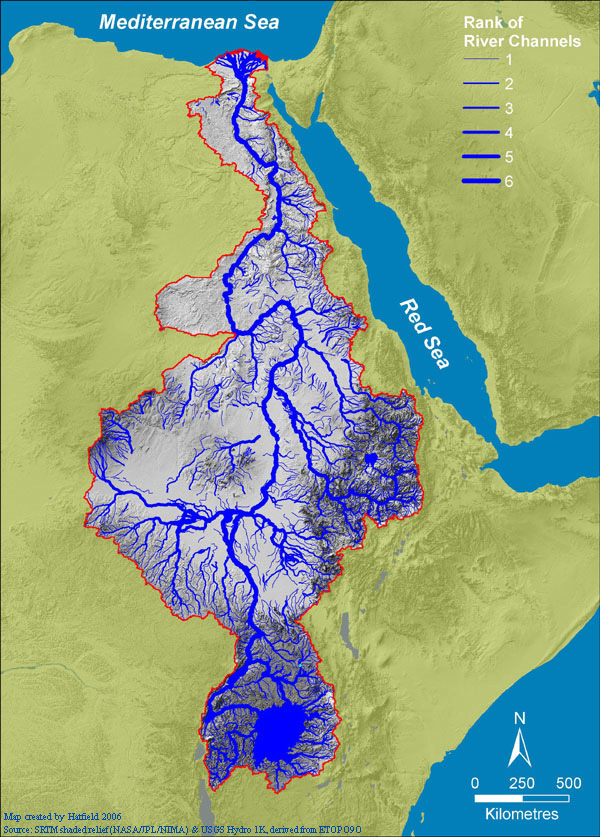 Mediterranean Sea
Rank of
River Channels
1
2
3
4
5
6
Red Sea
N
0 250 500
Kilometres
Map created by Hatfield 2006
Source: SRTM shaded relief (NASA/JPL/NIMA) & USGS Hydro 1K, derived from ETOPO90